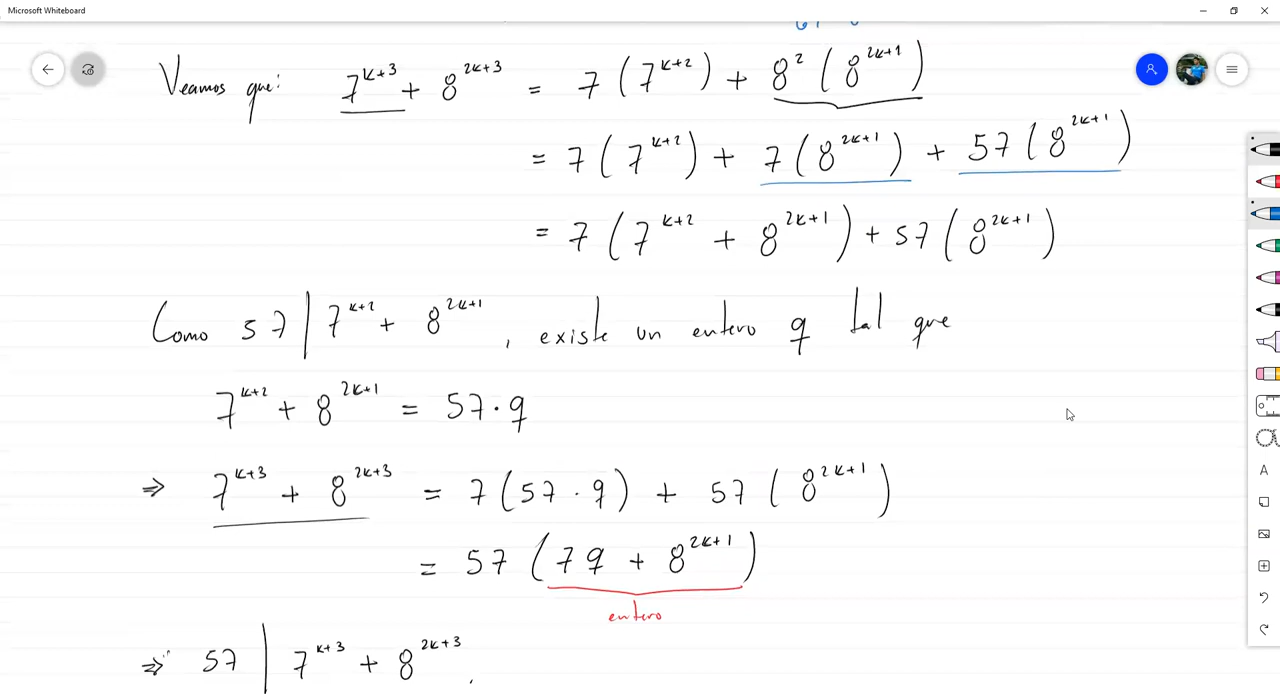 Microsoft Whiteboard
Veamos que: 7^{k+3} + 8^{2k+3} = 7(7^{k+2}) + 8^2(8^{2k+1})
= 7(7^{k+2}) + 7(8^{2k+1}) + 57(8^{2k+1})
= 7(7^{k+2} + 8^{2k+1}) + 57(8^{2k+1})
Como 57 | 7^{k+2} + 8^{2k+1}, existe un entero q tal que
7^{k+2} + 8^{2k+1} = 57·q
⇒ 7^{k+3} + 8^{2k+3} = 7(57·q) + 57(8^{2k+1})
= 57(7q + 8^{2k+1})
entero
⇒ 57 | 7^{k+3} + 8^{2k+3}.
A